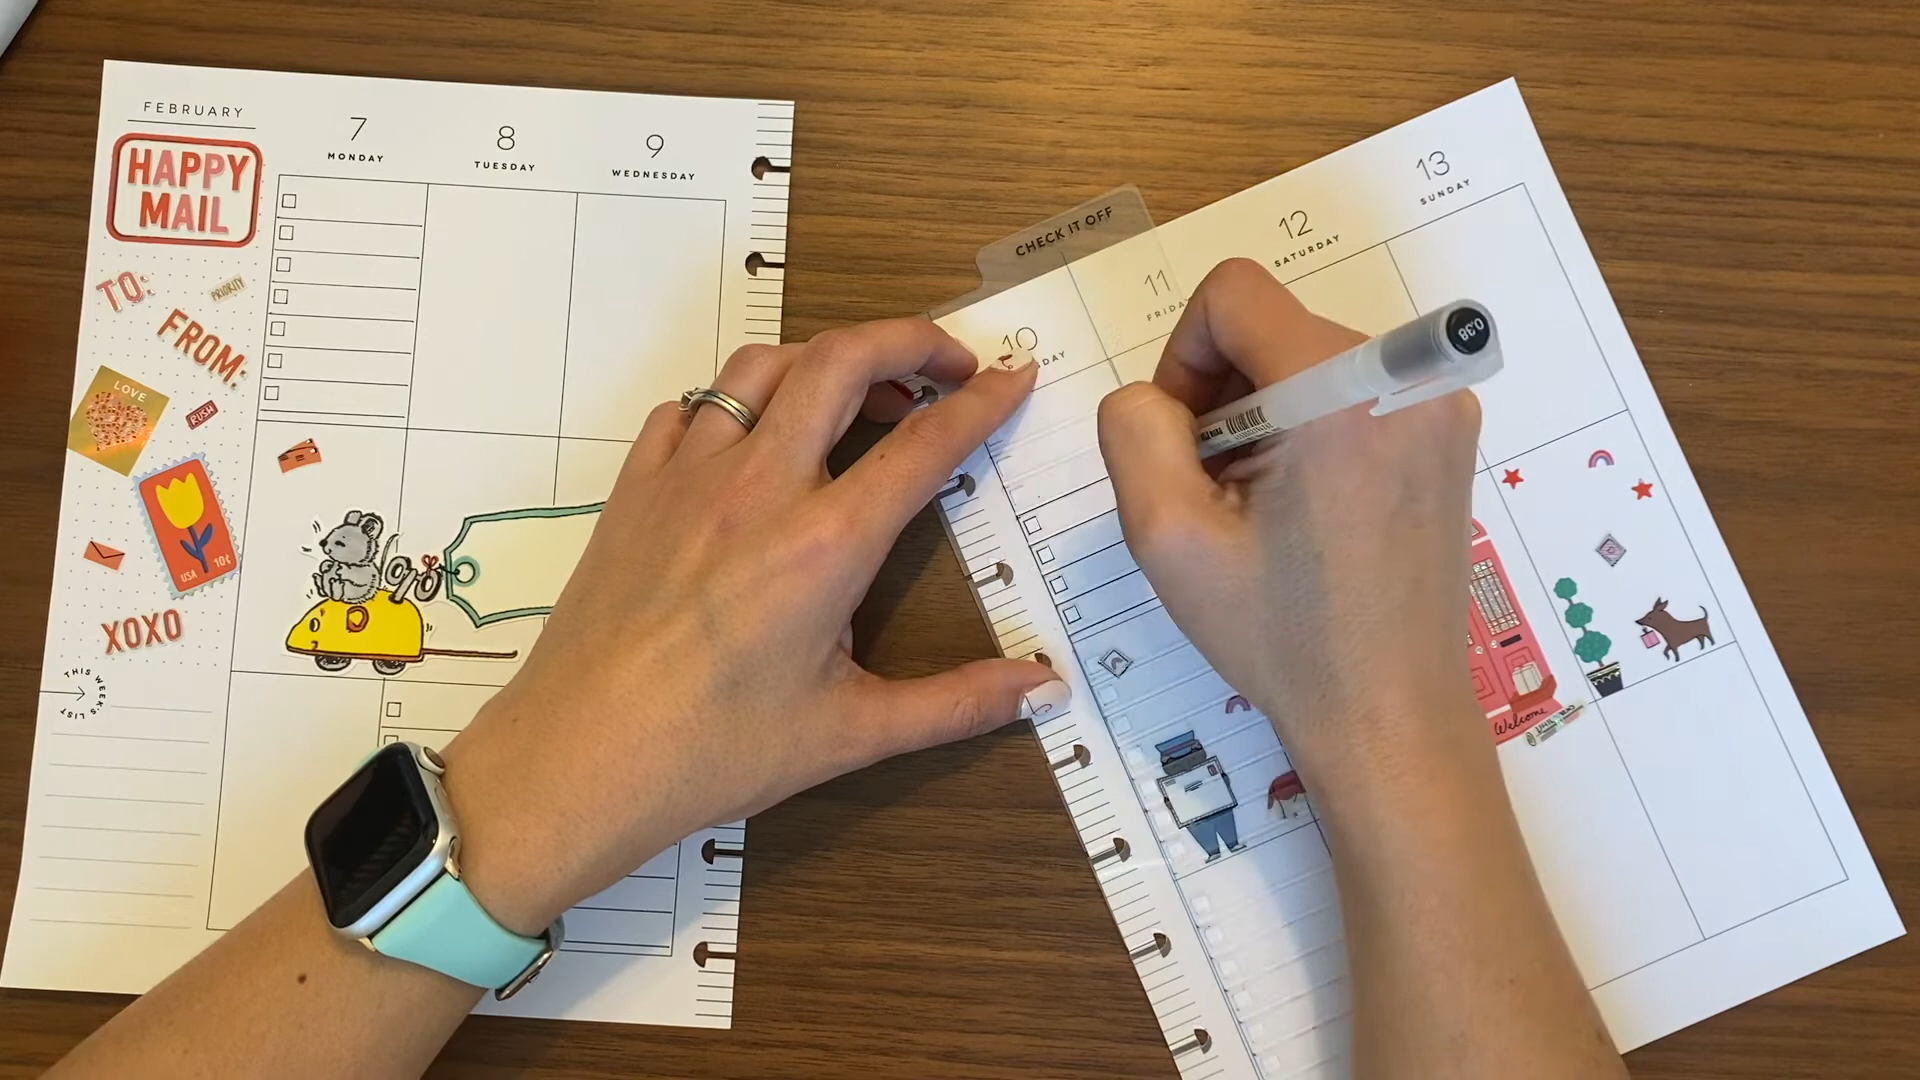 FEBRUARY
HAPPY
MAIL
TO:
PRIORITY
FROM:
LOVE
RUSH
USA 10¢
XOXO
THIS WEEK'S LIST
7
MONDAY
8
TUESDAY
9
WEDNESDAY
CHECK IT OFF
10
11
12
SATURDAY
13
SUNDAY
0.38
Welcome